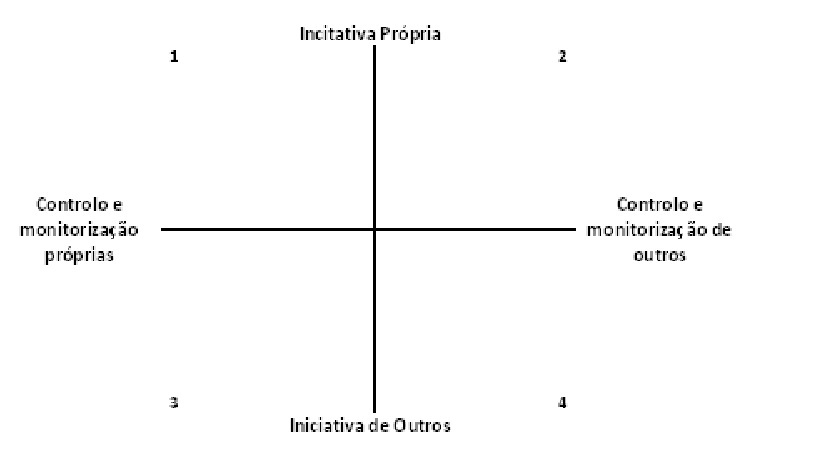 Incitativa Própria
1
2
Controlo e
monitorização
próprias
Controlo e
monitorização de
outros
3
4
Iniciativa de Outros